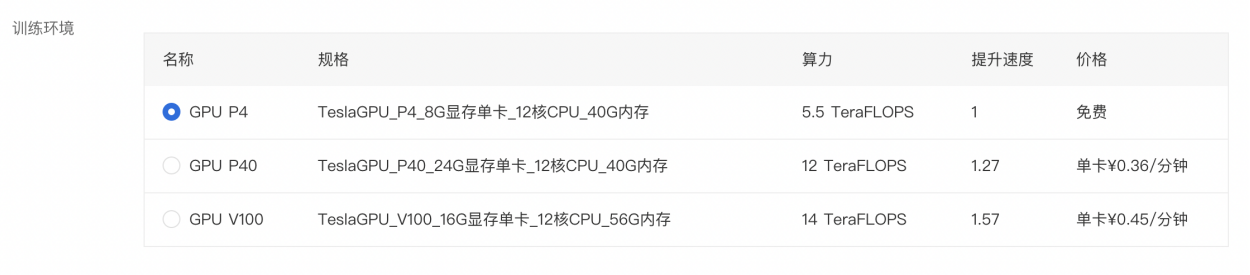 训练环境
名称 规格 算力 提升速度 价格
GPU P4 TeslaGPU_P4_8G显存单卡_12核CPU_40G内存 5.5 TeraFLOPS 1 免费
GPU P40 TeslaGPU_P40_24G显存单卡_12核CPU_40G内存 12 TeraFLOPS 1.27 单卡¥0.36/分钟
GPU V100 TeslaGPU_V100_16G显存单卡_12核CPU_56G内存 14 TeraFLOPS 1.57 单卡¥0.45/分钟